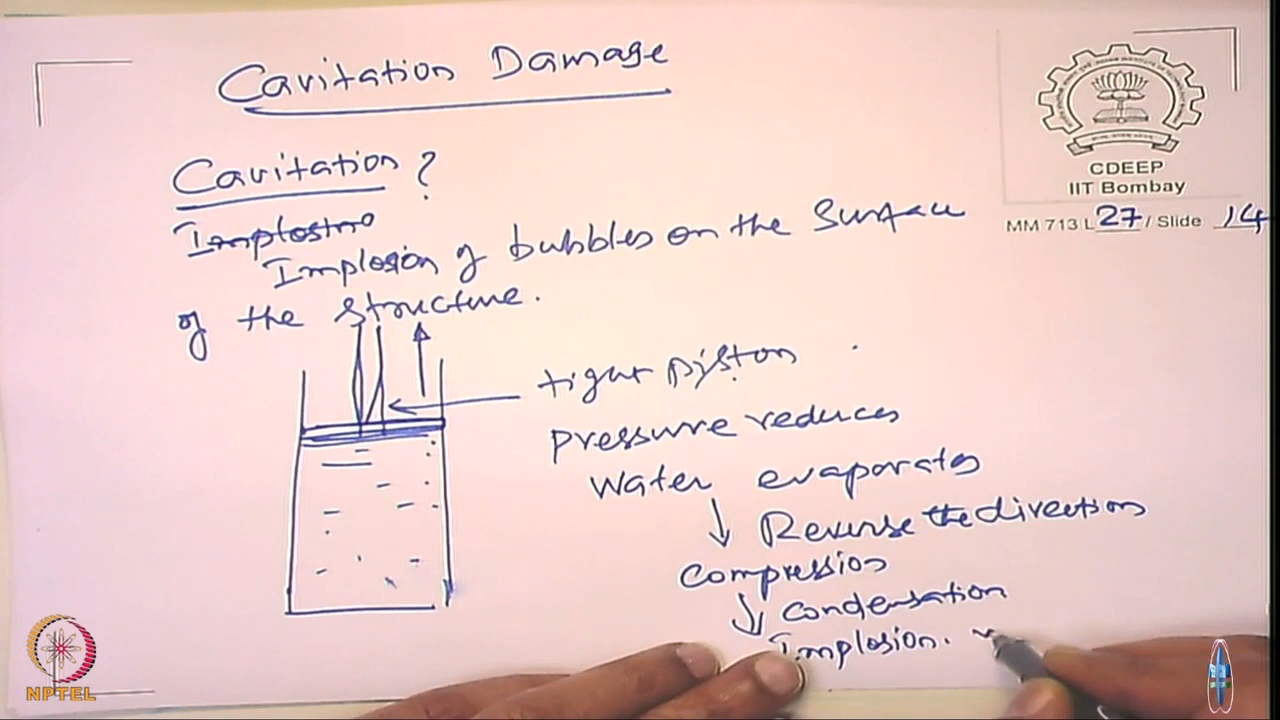 Cavitation Damage
CDEEP
IIT Bombay
MM 713 L 27 / Slide 14
Cavitation ?
Implosino
Implosion of bubbles on the Surface
of the structure.
tight piston
Pressure reduces
Water evaporates
Reverse the direction
Compression
Condensation
Implosion.
NPTEL